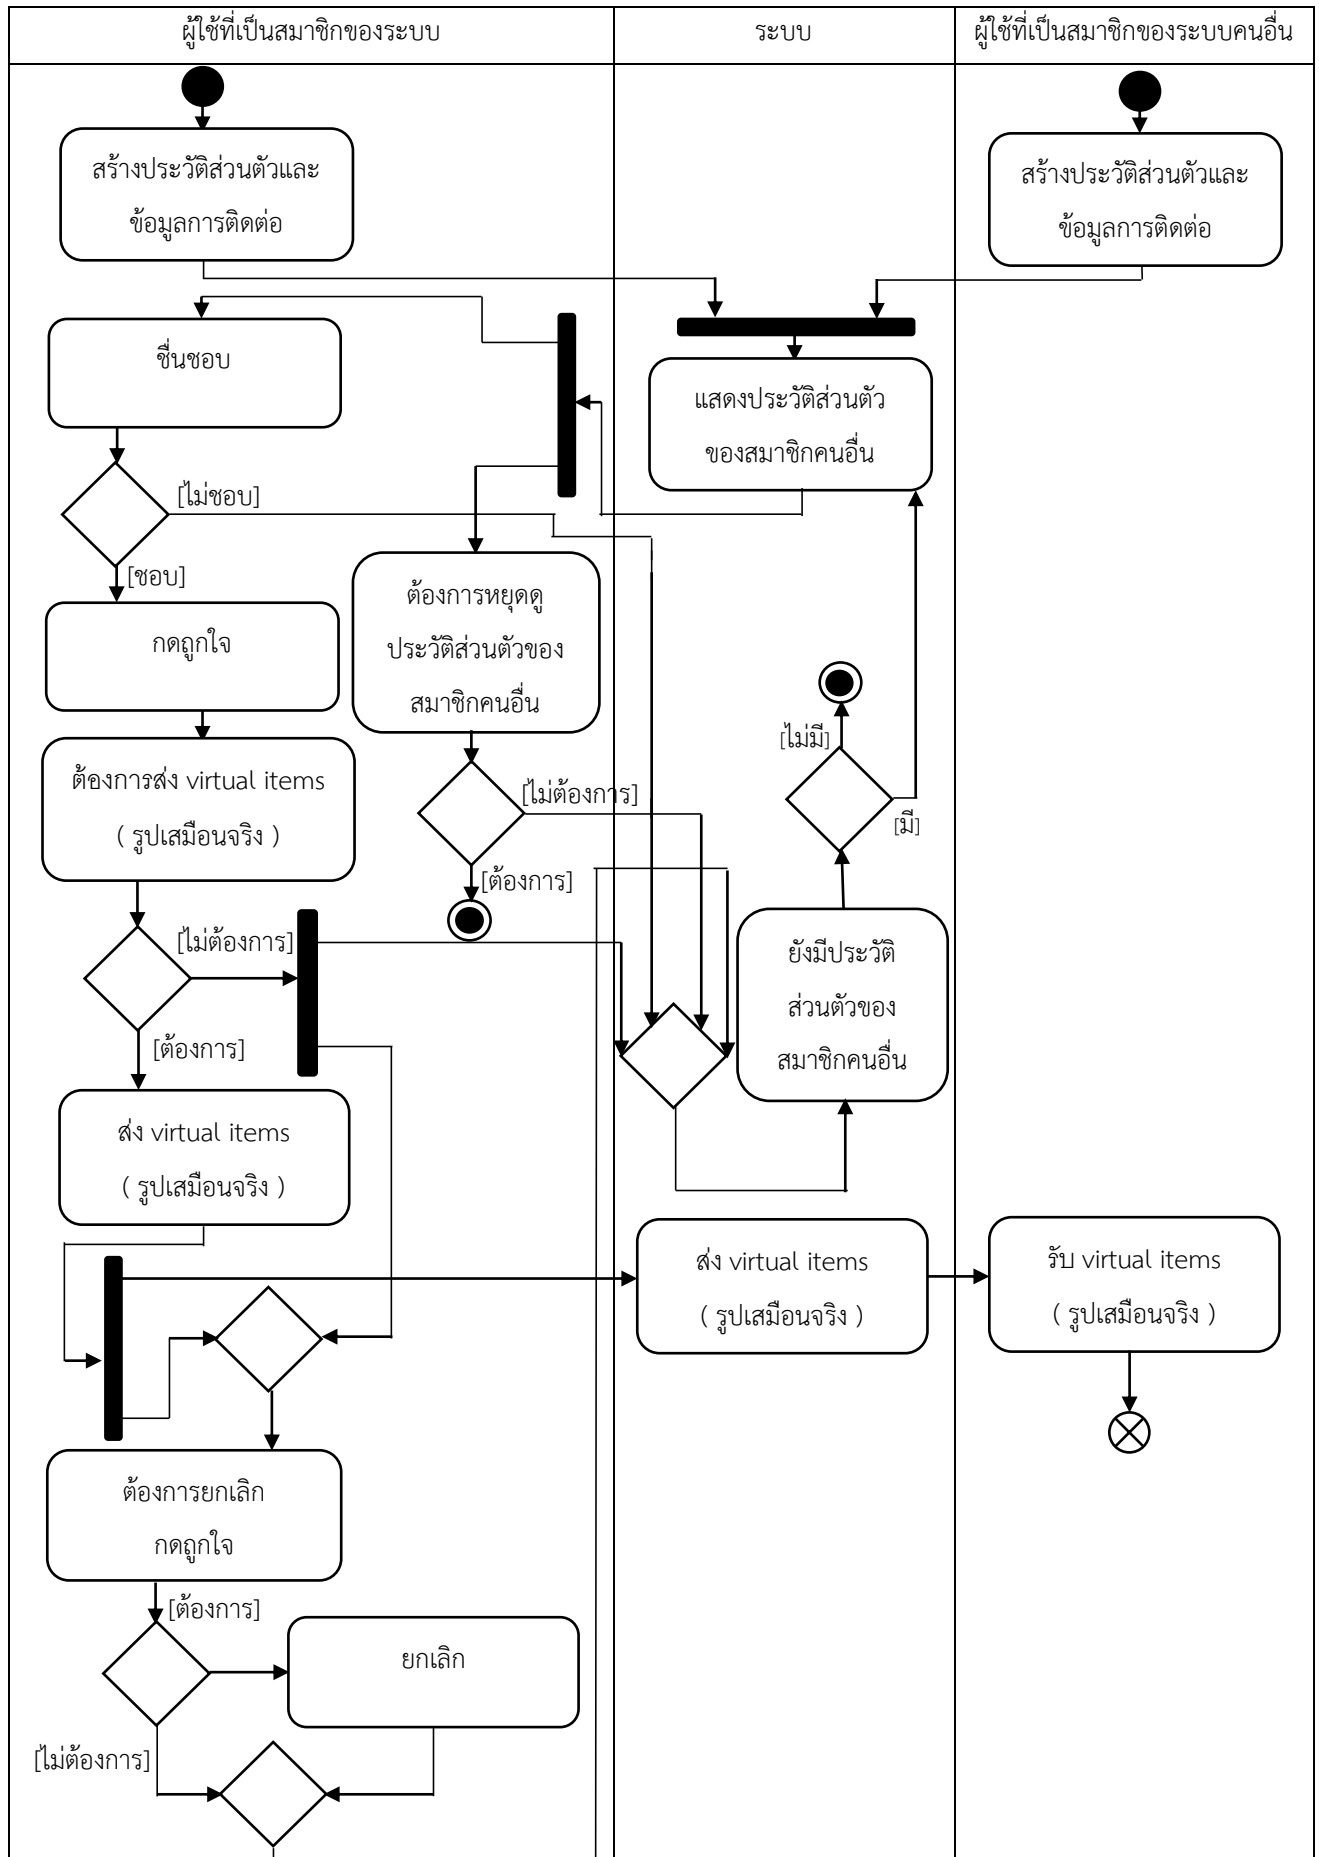 ผู้ใช้ที่เป็นสมาชิกของระบบ
ระบบ
ผู้ใช้ที่เป็นสมาชิกของระบบคนอื่น
สร้างประวัติส่วนตัวและ
ข้อมูลการติดต่อ
สร้างประวัติส่วนตัวและ
ข้อมูลการติดต่อ
ชื่นชอบ
แสดงประวัติส่วนตัว
ของสมาชิกคนอื่น
[ไม่ชอบ]
[ชอบ]
ต้องการหยุดดู
ประวัติส่วนตัวของ
สมาชิกคนอื่น
กดถูกใจ
[ไม่มี]
ต้องการส่ง virtual items
( รูปเสมือนจริง )
[ไม่ต้องการ]
[มี]
[ต้องการ]
[ไม่ต้องการ]
ยังมีประวัติ
ส่วนตัวของ
สมาชิกคนอื่น
[ต้องการ]
ส่ง virtual items
( รูปเสมือนจริง )
ส่ง virtual items
( รูปเสมือนจริง )
รับ virtual items
( รูปเสมือนจริง )
ต้องการยกเลิก
กดถูกใจ
[ต้องการ]
ยกเลิก
[ไม่ต้องการ]